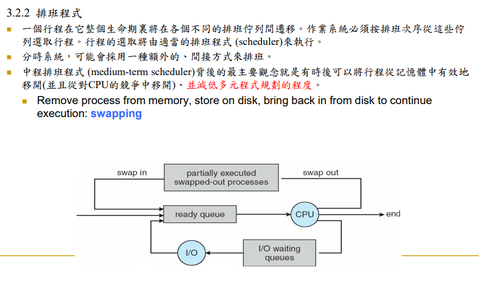 3.2.2 排班程式
一個行程在它整個生命期裏將在各個不同的排班佇列間遷移。作業系統必須按排班次序從這些佇
列選取行程。行程的選取將由適當的排班程式 (scheduler)來執行。
分時系統,可能會採用一種額外的、間接方式來排班。
中程排班程式 (medium-term scheduler)背後的最主要觀念就是有時後可以將行程從記憶體中有效地
移開(並且從對CPU的競爭中移開)、並減低多元程式規劃的程度。
Remove process from memory, store on disk, bring back in from disk to continue
execution: swapping
swap in
partially executed
swapped-out processes
swap out
ready queue
CPU
end
I/O
I/O waiting
queues